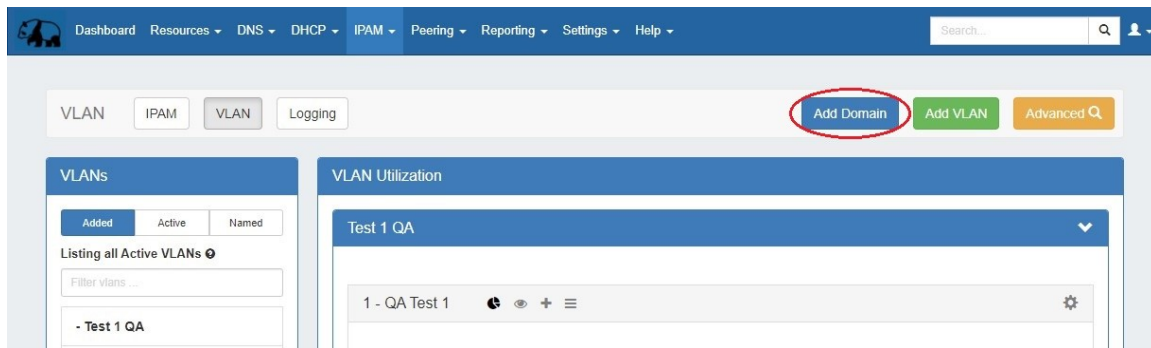 Dashboard Resources DNS DHCP IPAM Peering Reporting Settings Help Search...
VLAN IPAM VLAN Logging Add Domain Add VLAN Advanced
VLANs
Added Active Named
Listing all Active VLANs
Filter vlans ...
- Test 1 QA
VLAN Utilization
Test 1 QA
1 - QA Test 1